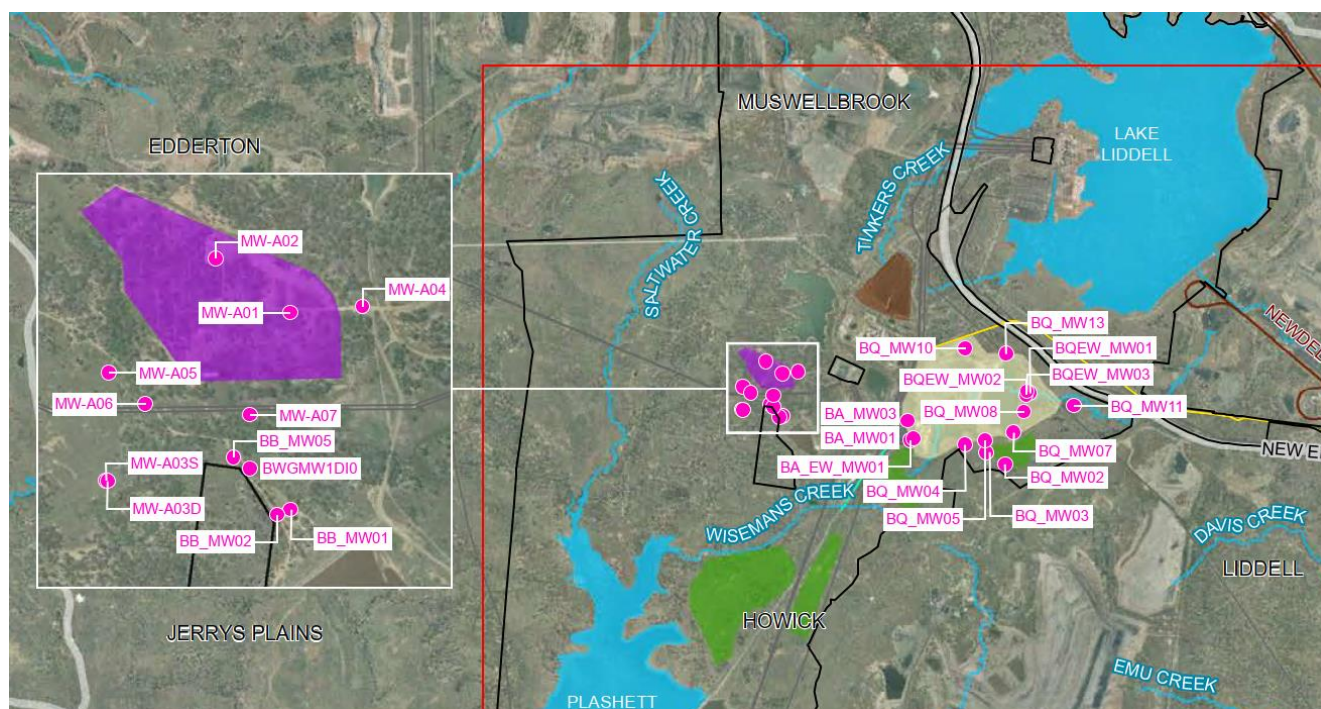 MUSWELLBROOK
LAKE
LIDDELL
EDDERTON
TINKERS CREEK
SALTWATER CREEK
MW-A02
MW-A04
MW-A01
MW-A05
MW-A06
MW-A07
BB_MW05
MW-A03S
BWGMW1DI0
MW-A03D
BB_MW02
BB_MW01
JERRYS PLAINS
BQ_MW13
BQ_MW10
BQEW_MW01
BQEW_MW02
BQEW_MW03
BA_MW03
BQ_MW08
BQ_MW11
BA_MW01
BQ_MW07
BA_EW_MW01
BQ_MW02
BQ_MW04
BQ_MW05
BQ_MW03
NEWDEL
NEW EN
WISEMANS CREEK
DAVIS CREEK
LIDDELL
HOWICK
EMU CREEK
PLASHETT